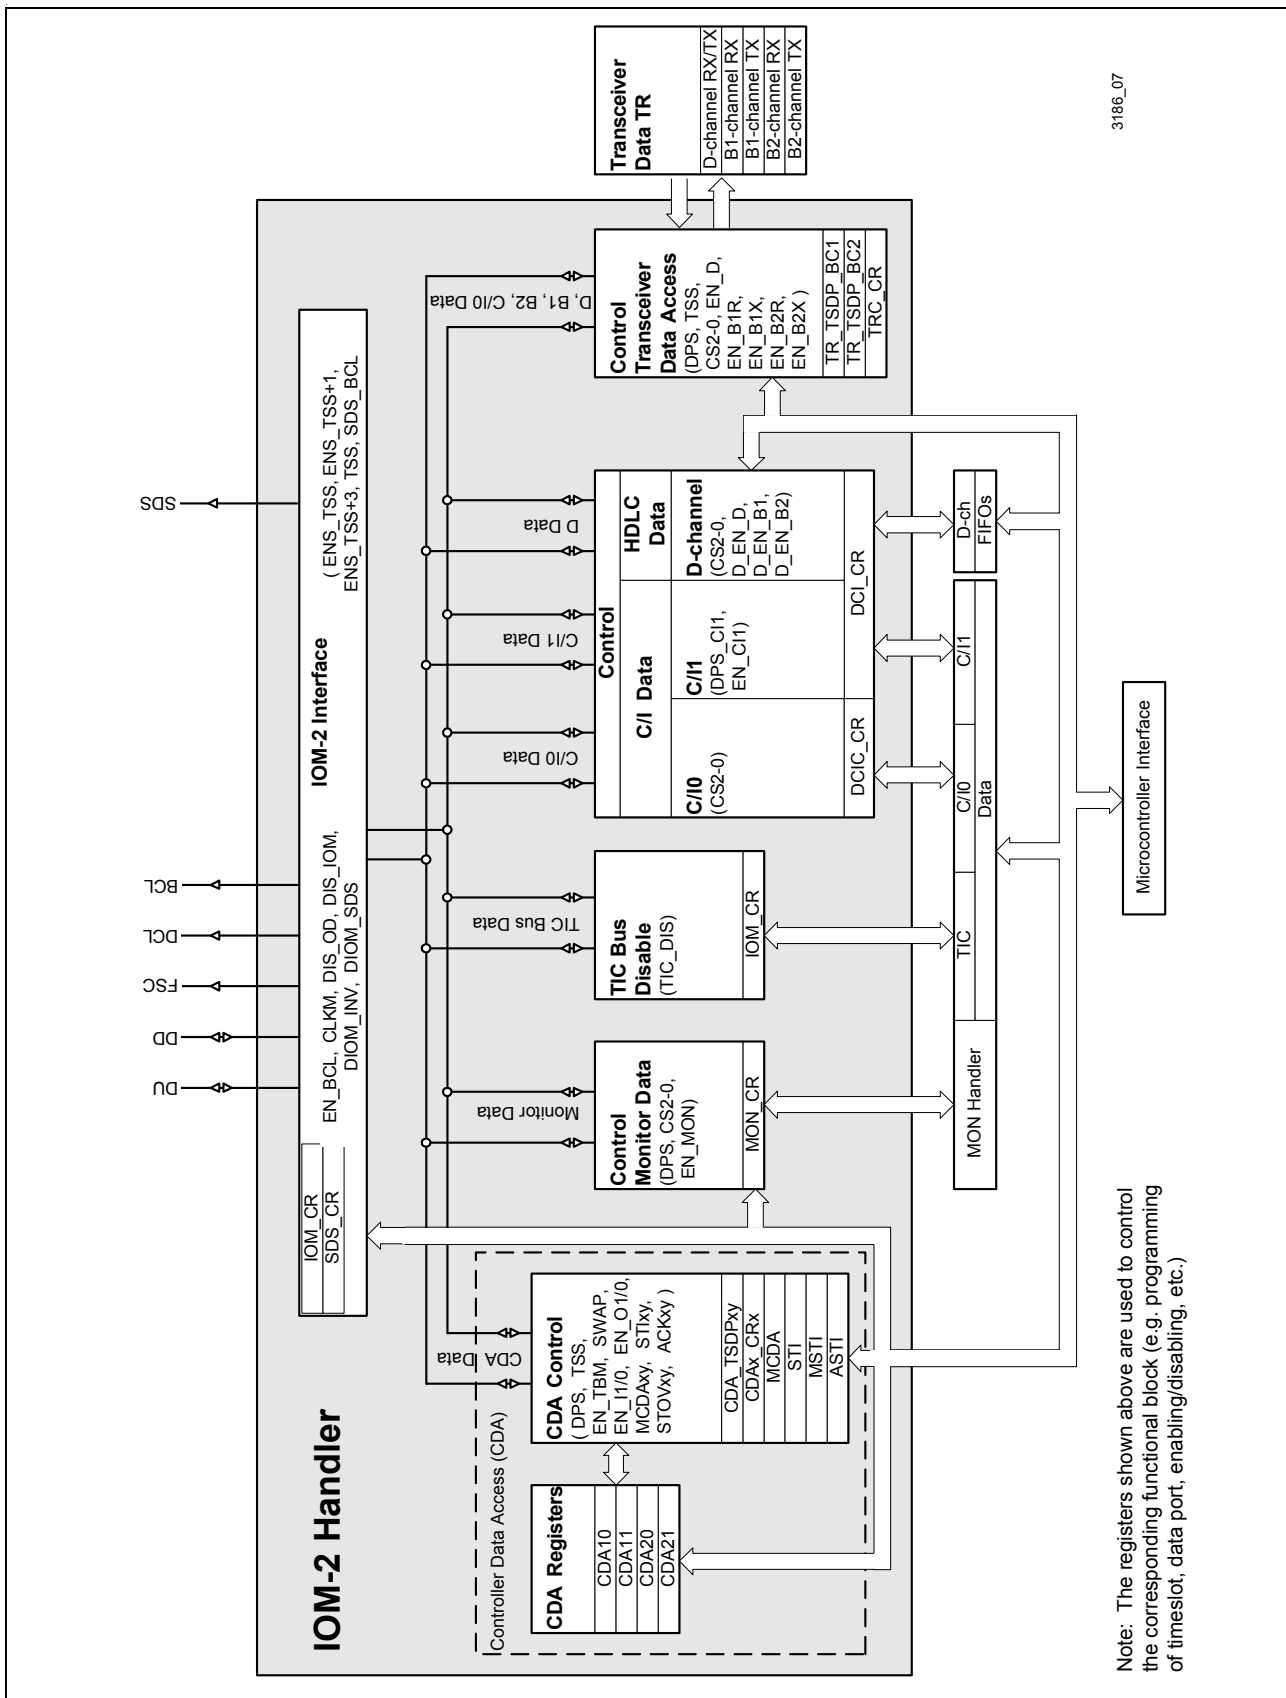 IOM-2 Handler
SDS
BCL
DCL
FSC
DD
DU
IOM-2 Interface
IOM_CR
SDS_CR
EN_BCL, CLKM, DIS_OD, DIS_IOM,
DIOM_INV, DIOM_SDS
( ENS_TSS, ENS_TSS+1,
ENS_TSS+3, TSS, SDS_BCL
CDA Data
Monitor Data
TIC Bus Data
C/I0 Data
C/I1 Data
D Data
D, B1, B2, C/I0 Data
Controller Data Access (CDA)
CDA Registers
CDA10
CDA11
CDA20
CDA21
CDA Control
( DPS, TSS,
EN_TBM, SWAP,
EN_I1/0, EN_O1/0,
MCDAxy, STIxy,
STOVxy, ACKxy )
CDA_TSDPxy
CDAx_CRx
MCDA
STI
MSTI
ASTI
Control
Monitor Data
(DPS, CS2-0,
EN_MON)
MON_CR
TIC Bus
Disable
(TIC_DIS)
IOM_CR
Control
C/I Data
HDLC
Data
C/I0
(CS2-0)
C/I1
(DPS_CI1,
EN_CI1)
D-channel
(CS2-0,
D_EN_D,
D_EN_B1,
D_EN_B2)
DCIC_CR
DCI_CR
Control
Transceiver
Data Access
(DPS, TSS,
CS2-0, EN_D,
EN_B1R,
EN_B1X,
EN_B2R,
EN_B2X )
TR_TSDP_BC1
TR_TSDP_BC2
TRC_CR
Transceiver
Data TR
D-channel RX/TX
B1-channel RX
B1-channel TX
B2-channel RX
B2-channel TX
MON Handler
TIC
C/I0
C/I1
Data
D-ch
FIFOs
Microcontroller Interface
Note: The registers shown above are used to control
the corresponding functional block (e.g. programming
of timeslot, data port, enabling/disabling, etc.)
3186_07